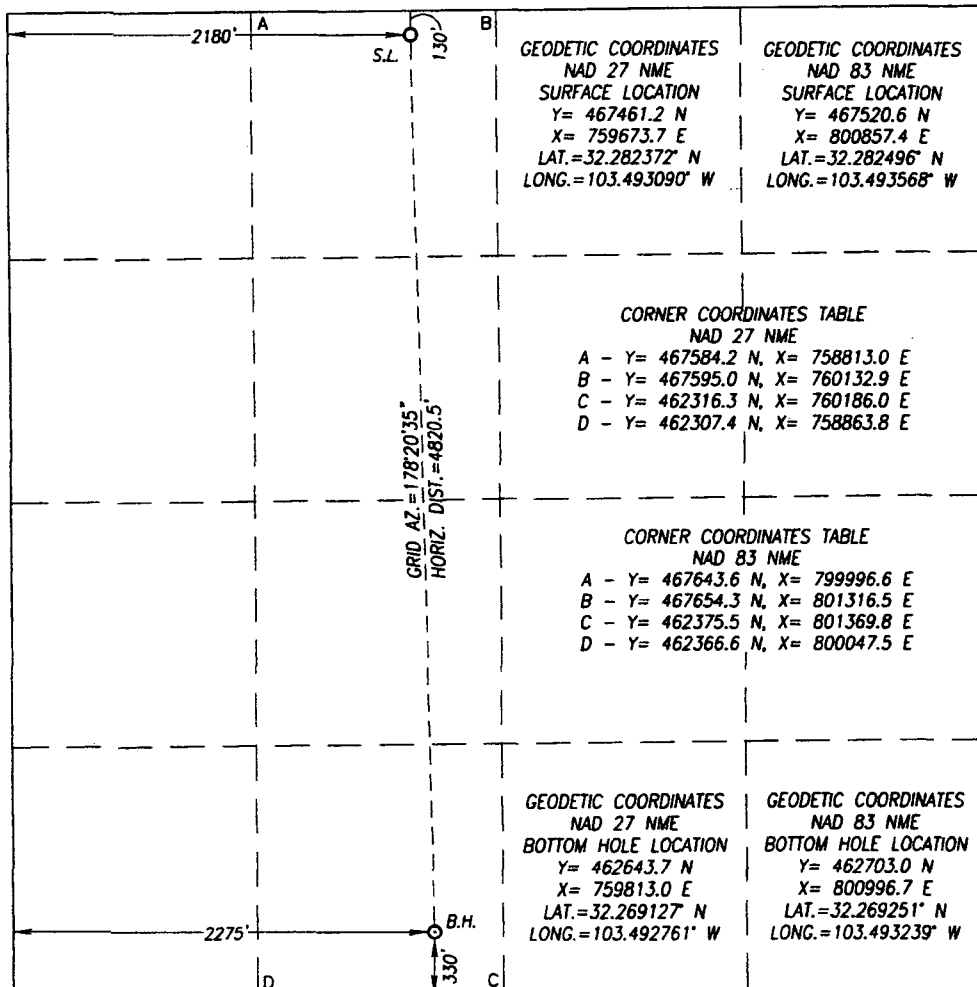 A
B
2180'
130'
S.L.
GEODETIC COORDINATES
NAD 27 NME
SURFACE LOCATION
Y= 467461.2 N
X= 759673.7 E
LAT.=32.282372° N
LONG.=103.493090° W
GEODETIC COORDINATES
NAD 83 NME
SURFACE LOCATION
Y= 467520.6 N
X= 800857.4 E
LAT.=32.282496° N
LONG.=103.493568° W
CORNER COORDINATES TABLE
NAD 27 NME
A - Y= 467584.2 N, X= 758813.0 E
B - Y= 467595.0 N, X= 760132.9 E
C - Y= 462316.3 N, X= 760186.0 E
D - Y= 462307.4 N, X= 758863.8 E
GRID AZ.=178°20'35"
HORIZ. DIST.=4820.5'
CORNER COORDINATES TABLE
NAD 83 NME
A - Y= 467643.6 N, X= 799996.6 E
B - Y= 467654.3 N, X= 801316.5 E
C - Y= 462375.5 N, X= 801369.8 E
D - Y= 462366.6 N, X= 800047.5 E
GEODETIC COORDINATES
NAD 27 NME
BOTTOM HOLE LOCATION
Y= 462643.7 N
X= 759813.0 E
LAT.=32.269127° N
LONG.=103.492761° W
GEODETIC COORDINATES
NAD 83 NME
BOTTOM HOLE LOCATION
Y= 462703.0 N
X= 800996.7 E
LAT.=32.269251° N
LONG.=103.493239° W
B.H.
2275'
330'
D
C